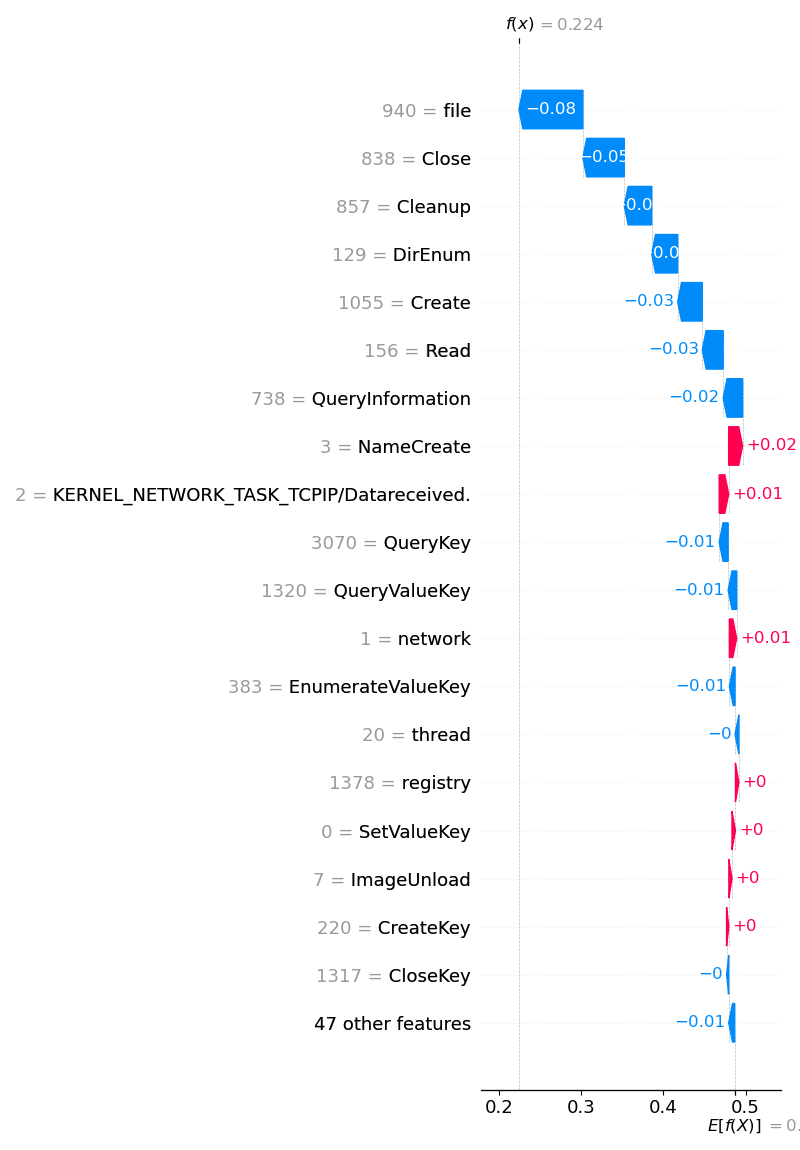 f(x) = 0.224
940 = file −0.08
838 = Close −0.05
857 = Cleanup 0.0
129 = DirEnum 0.0
1055 = Create −0.03
156 = Read −0.03
738 = QueryInformation −0.02
3 = NameCreate +0.02
2 = KERNEL_NETWORK_TASK_TCPIP/Datareceived. +0.01
3070 = QueryKey −0.01
1320 = QueryValueKey −0.01
1 = network +0.01
383 = EnumerateValueKey −0.01
20 = thread −0
1378 = registry +0
0 = SetValueKey +0
7 = ImageUnload +0
220 = CreateKey +0
1317 = CloseKey −0
47 other features −0.01
0.2 0.3 0.4 0.5
E[f(X)] = 0.